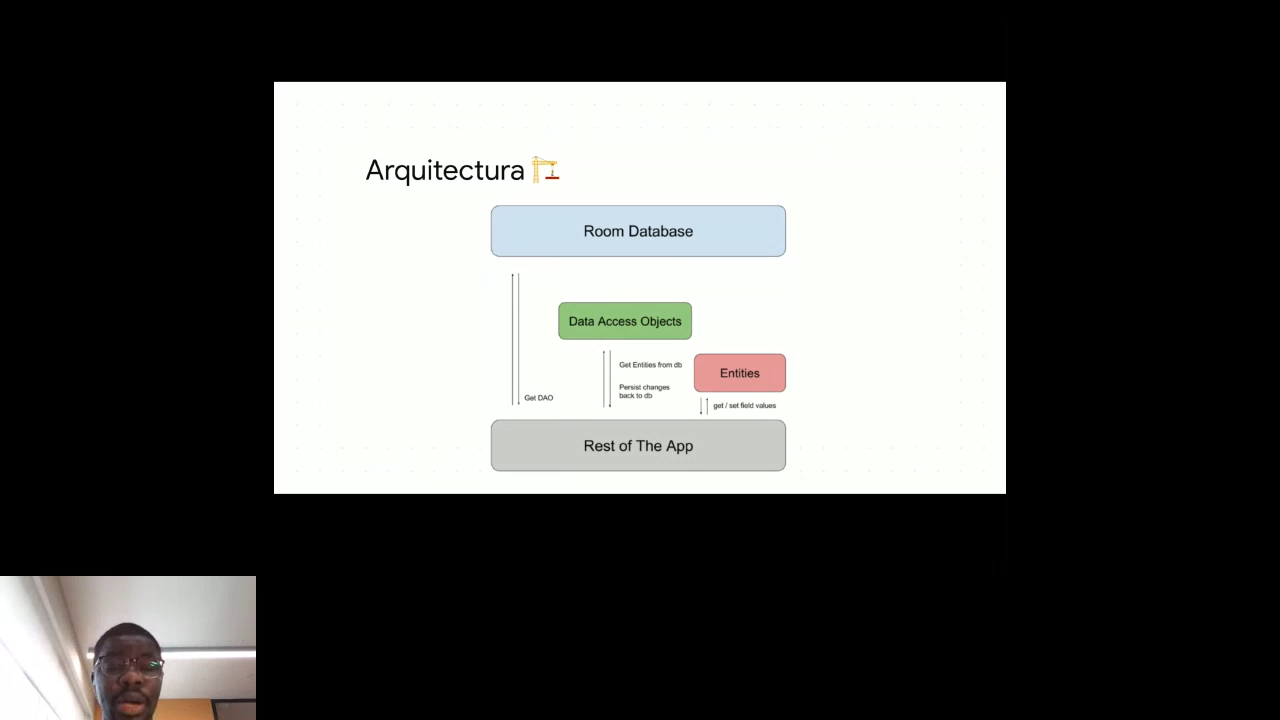 Arquitectura
Room Database
Data Access Objects
Get Entities from db
Persist changes
back to db
Entities
Get DAO
get / set field values
Rest of The App